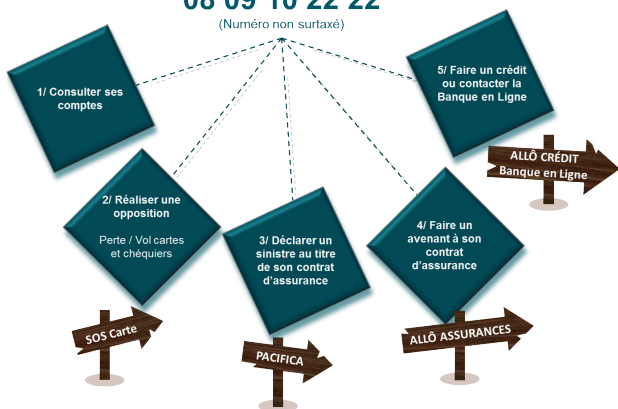 08 09 10 22 22
(Numéro non surtaxé)
1/ Consulter ses
comptes
2/ Réaliser une
opposition
Perte / Vol cartes
et chéquiers
SOS Carte
3/ Déclarer un
sinistre au titre
de son contrat
d'assurance
PACIFICA
4/ Faire un
avenant à son
contrat
d'assurance
ALLÔ ASSURANCES
5/ Faire un crédit
ou contacter la
Banque en Ligne
ALLÔ CRÉDIT
Banque en Ligne